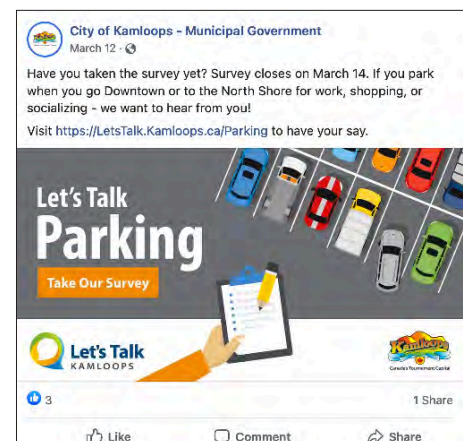 City of Kamloops - Municipal Government
March 12 ·
Have you taken the survey yet? Survey closes on March 14. If you park
when you go Downtown or to the North Shore for work, shopping, or
socializing - we want to hear from you!
Visit https://LetsTalk.Kamloops.ca/Parking to have your say.
Let's Talk
Parking
Take Our Survey
Let's Talk
KAMLOOPS
Kamloops
Canada's Tournament Capital
3
1 Share
Like
Comment
Share